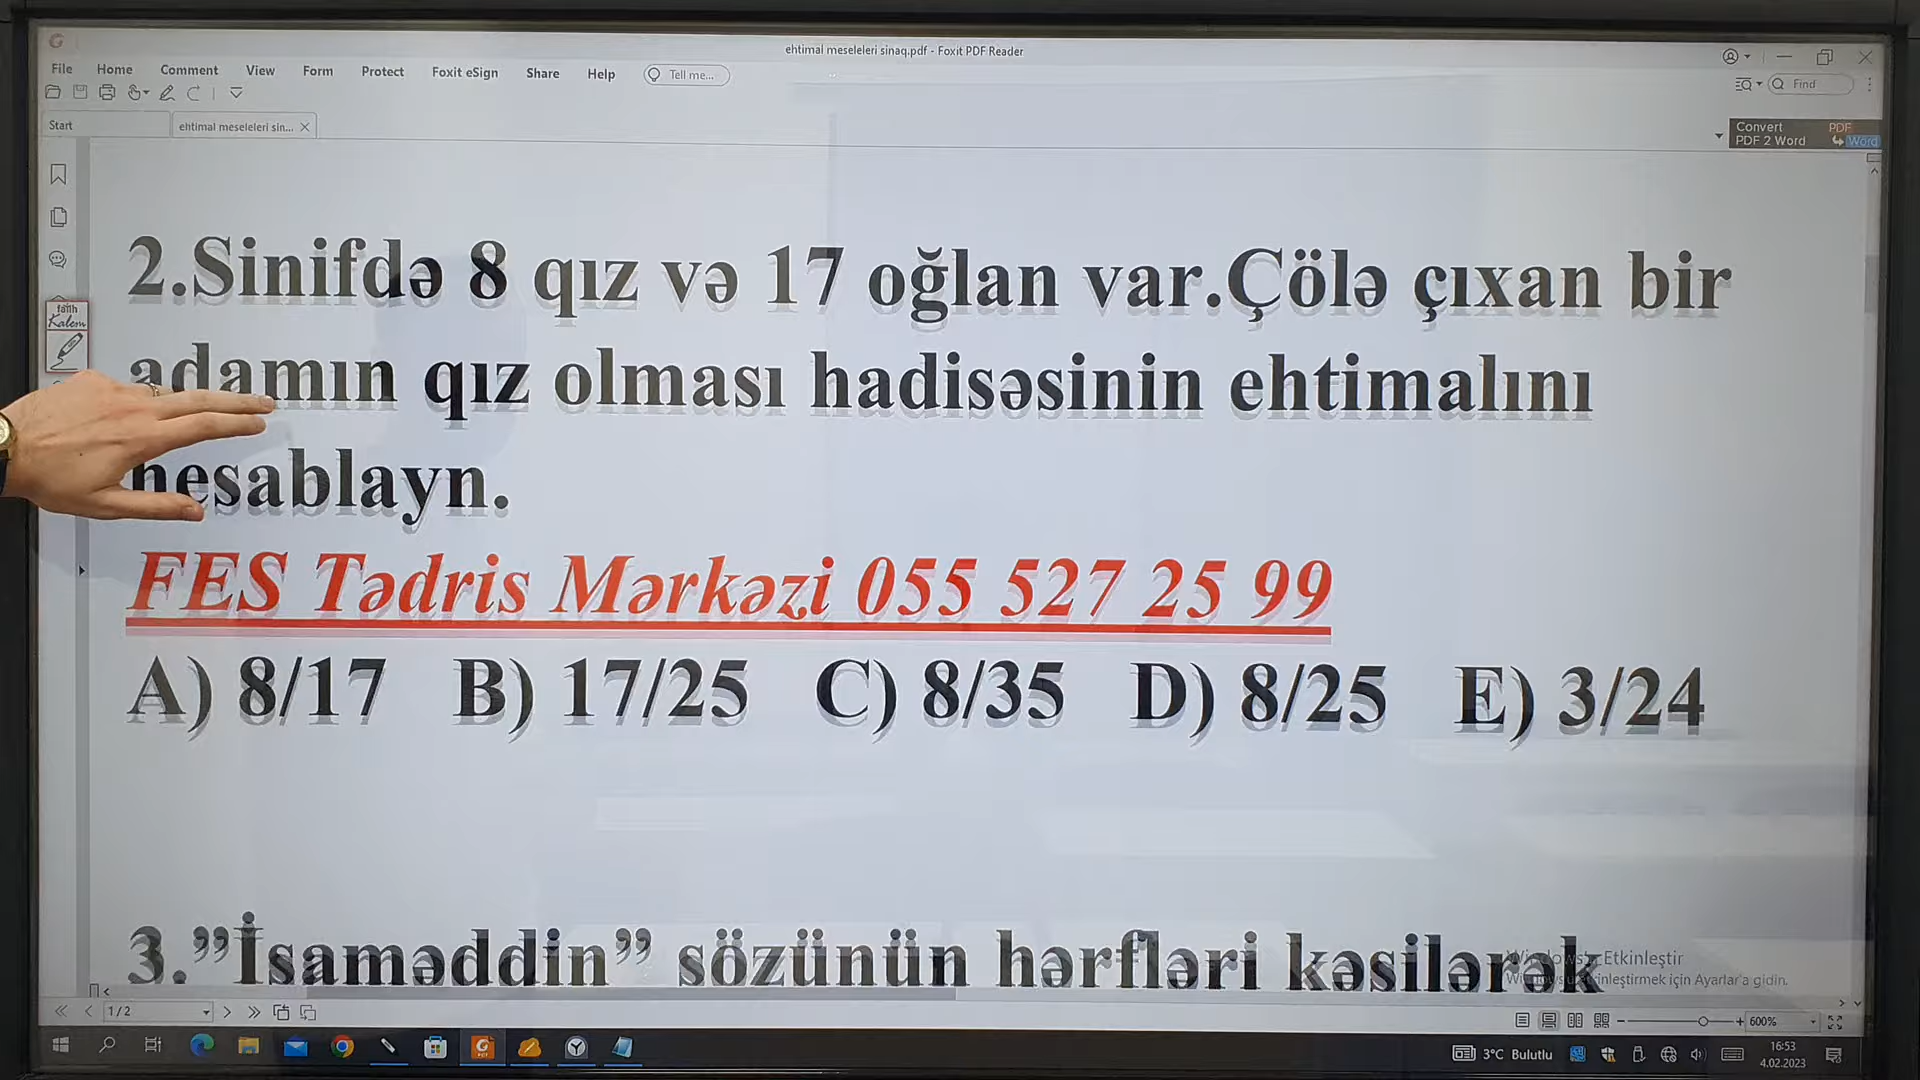 ehtimal meseleleri sinaq.pdf - Foxit PDF Reader
File Home Comment View Form Protect Foxit eSign Share Help Tell me...
Find
Start ehtimal meseleleri sin...
Convert PDF
PDF 2 Word Word
2.Sinifdə 8 qız və 17 oğlan var.Çölə çıxan bir
fatih
Kalem
adamın qız olması hadisəsinin ehtimalını
hesablayn.
FES Tədris Mərkəzi 055 527 25 99
A) 8/17 B) 17/25 C) 8/35 D) 8/25 E) 3/24
3.”İsaməddin” sözünün hərfləri kəsilərək
Windows'u Etkinleştir
Windows'u etkinleştirmek için Ayarlar'a gidin.
1 / 2
600%
3°C Bulutlu
16:53
4.02.2023